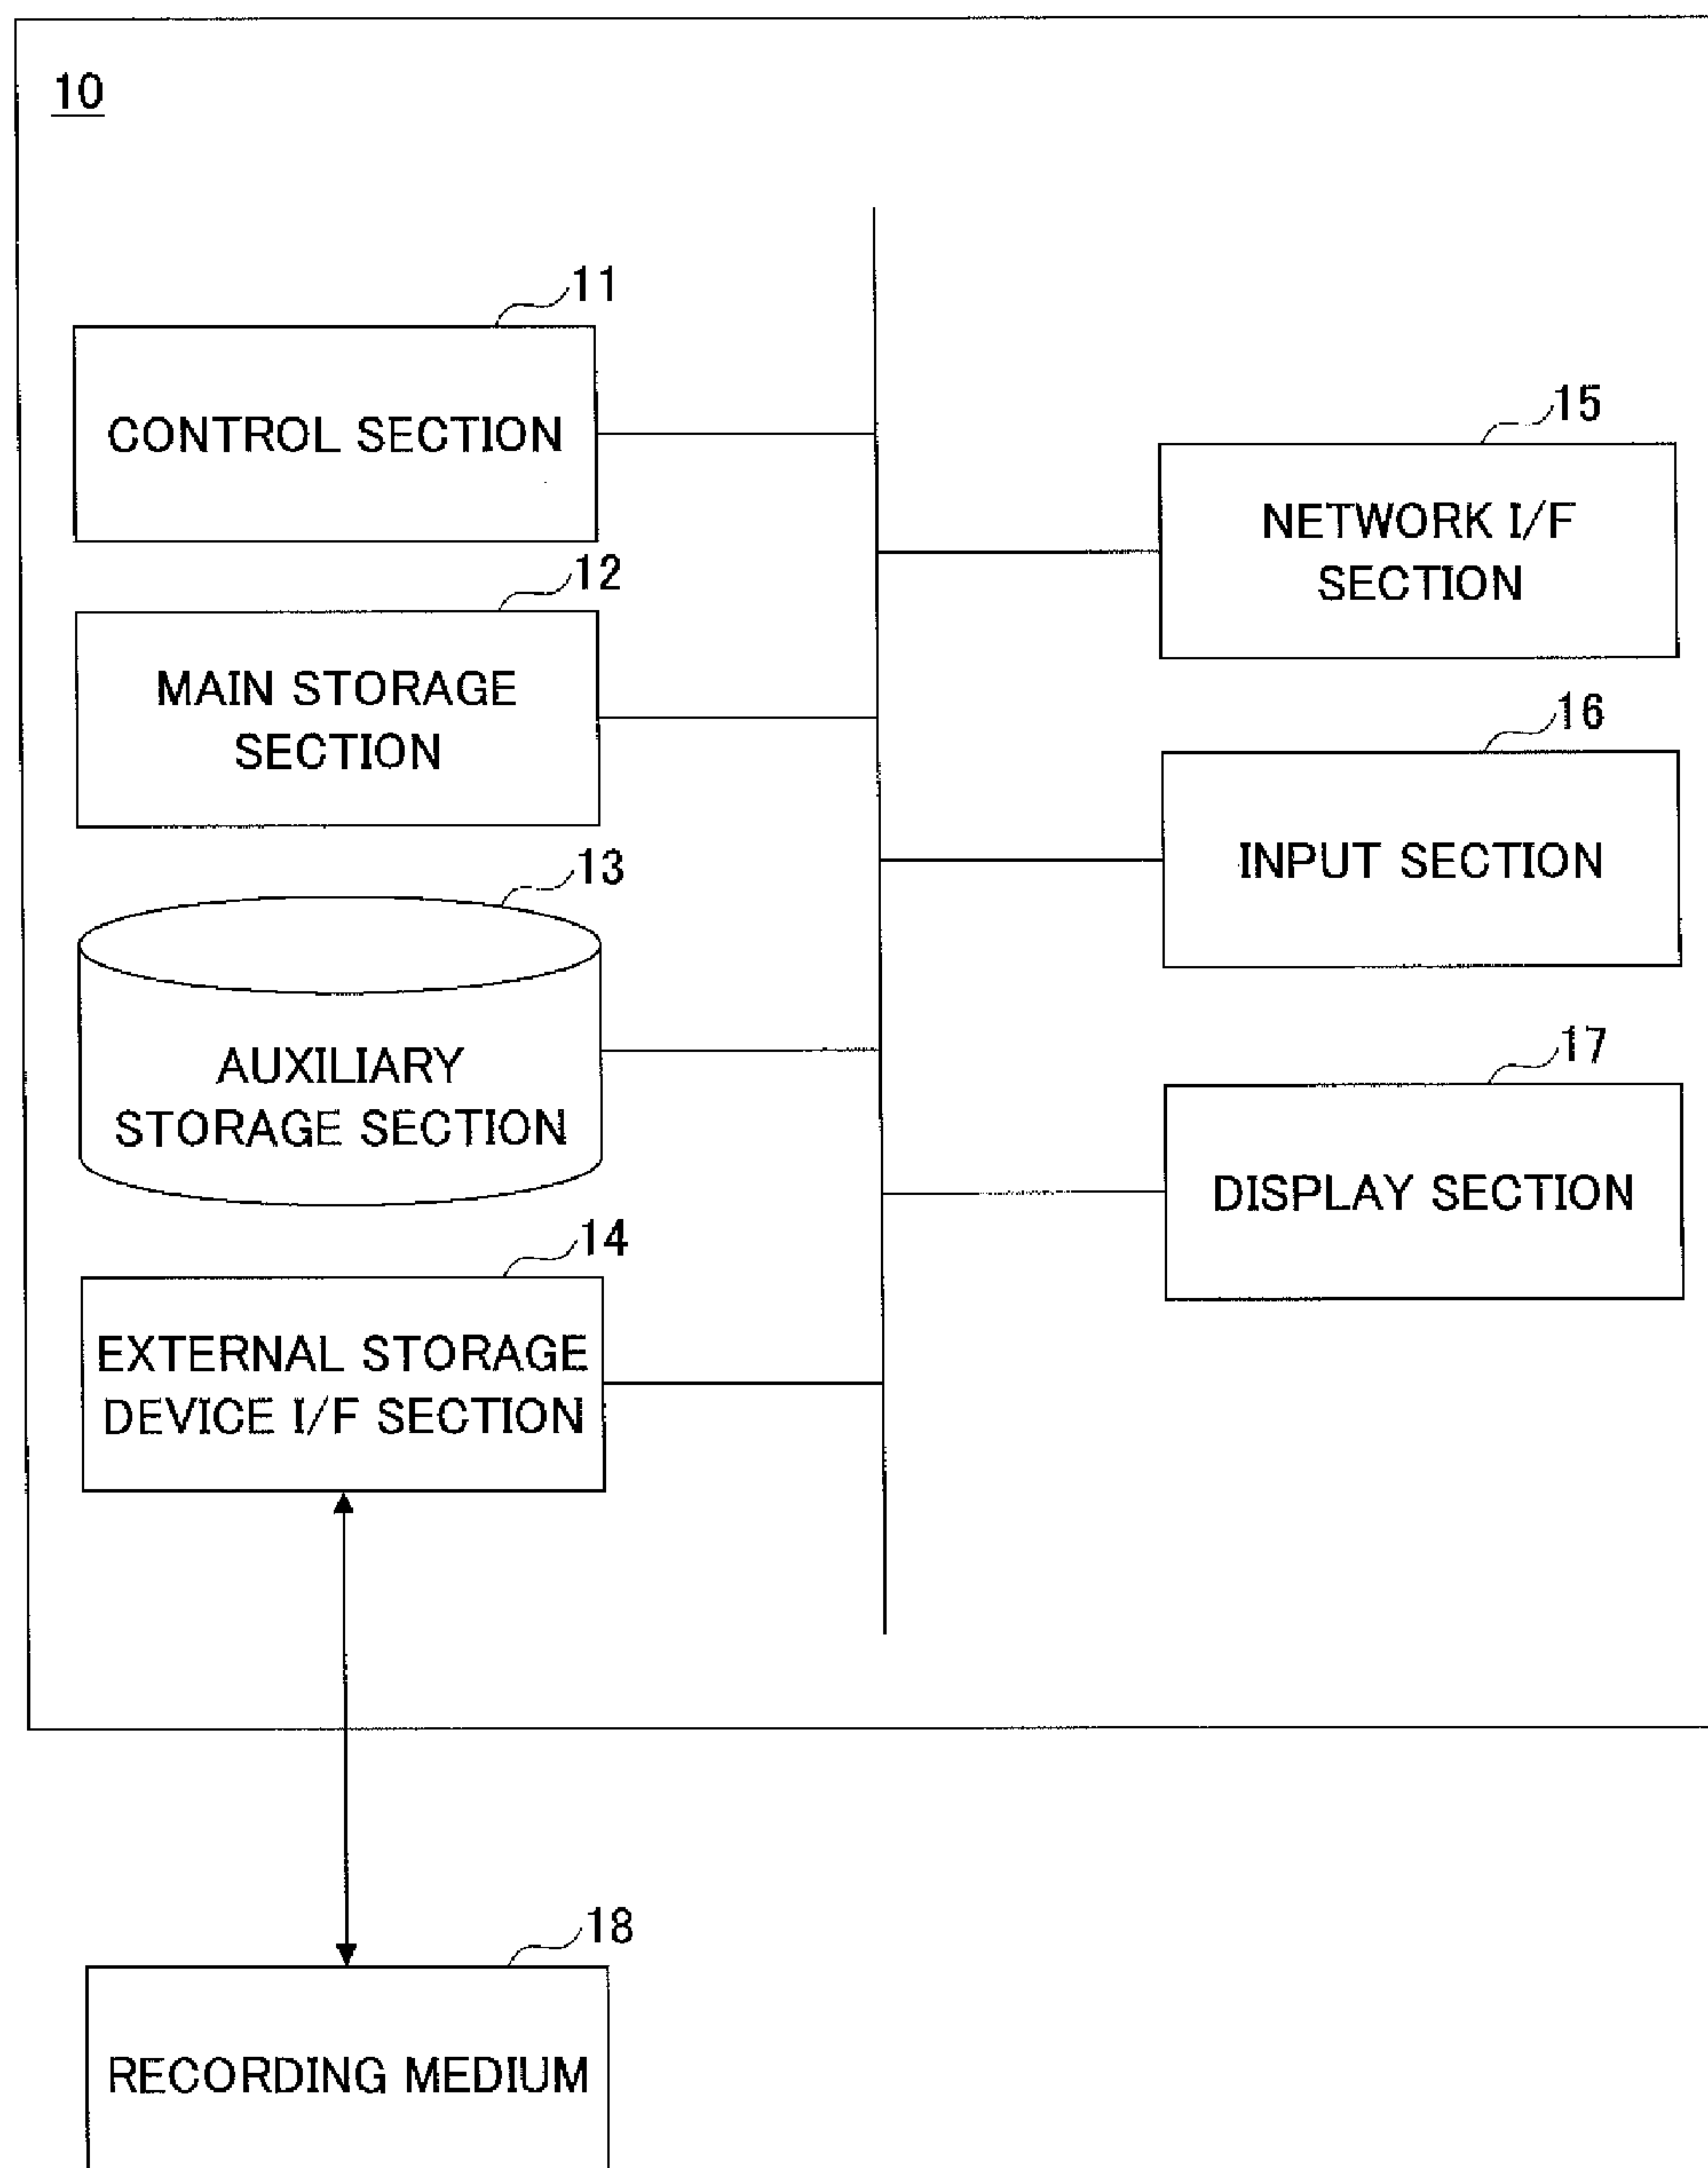 10
11
CONTROL SECTION
12
MAIN STORAGE
SECTION
13
AUXILIARY
STORAGE SECTION
14
EXTERNAL STORAGE
DEVICE I/F SECTION
15
NETWORK I/F
SECTION
16
INPUT SECTION
17
DISPLAY SECTION
18
RECORDING MEDIUM